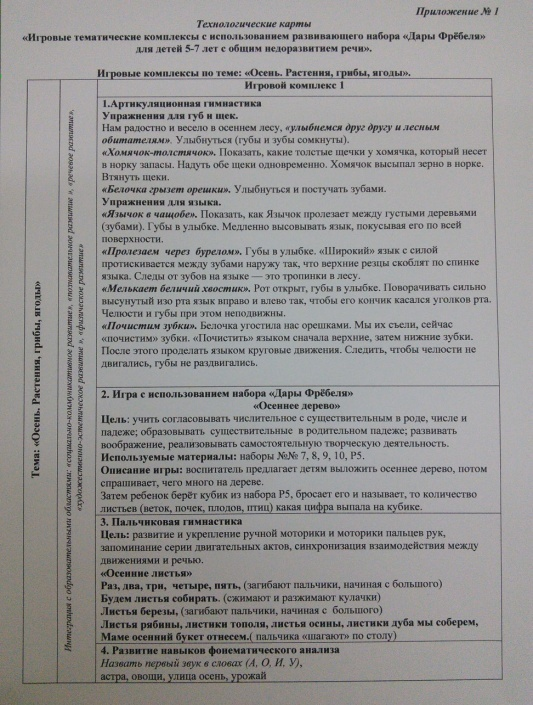 Приложение № 1
Технологические карты
«Игровые тематические комплексы с использованием развивающего набора «Дары Фрёбеля»
для детей 5-7 лет с общим недоразвитием речи».
Игровые комплексы по теме: «Осень. Растения, грибы, ягоды».
Тема: «Осень. Растения, грибы, ягоды»
Интеграция с образовательными областями: «социально-коммуникативное развитие», «познавательное развитие », «речевое развитие»,
«художественно-эстетическое развитие », «физическое развитие»
Игровой комплекс 1
1.Артикуляционная гимнастика
Упражнения для губ и щек.
Нам радостно и весело в осеннем лесу, «улыбнемся друг другу и лесным
обитателям». Улыбнуться (губы и зубы сомкнуты).
«Хомячок-толстячок». Показать, какие толстые щечки у хомячка, который несет
в норку запасы. Надуть обе щеки одновременно. Хомячок высыпал зерно в норке.
Втянуть щеки.
«Белочка грызет орешки». Улыбнуться и постучать зубами.
Упражнения для языка.
«Язычок в чащобе». Показать, как Язычок пролезает между густыми деревьями
(зубами). Губы в улыбке. Медленно высовывать язык, покусывая его по всей
поверхности.
«Пролезаем через бурелом». Губы в улыбке. «Широкий» язык с силой
протискивается между зубами наружу так, что верхние резцы скоблят по спинке
языка. Следы от зубов на языке — это тропинки в лесу.
«Мелькает беличий хвостик». Рот открыт, губы в улыбке. Поворачивать сильно
высунутый изо рта язык вправо и влево так, чтобы его кончик касался уголков рта.
Челюсти и губы при этом неподвижны.
«Почистим зубки». Белочка угостила нас орешками. Мы их съели, сейчас
«почистим» зубки. «Почистить» языком сначала верхние, затем нижние зубки.
После этого проделать языком круговые движения. Следить, чтобы челюсти не
двигались, губы не раздвигались.
2. Игра с использованием набора «Дары Фрёбеля»
«Осеннее дерево»
Цель: учить согласовывать числительное с существительным в роде, числе и
падеже; образовывать существительные в родительном падеже; развивать
воображение, реализовывать самостоятельную творческую деятельность.
Используемые материалы: наборы №№ 7, 8, 9, 10, Р5.
Описание игры: воспитатель предлагает детям выложить осеннее дерево, потом
спрашивает, чего много на дереве.
Затем ребенок берёт кубик из набора Р5, бросает его и называет, то количество
листьев (веток, почек, плодов, птиц) какая цифра выпала на кубике.
3. Пальчиковая гимнастика
Цель: развитие и укрепление ручной моторики и моторики пальцев рук,
запоминание серии двигательных актов, синхронизация взаимодействия между
движениями и речью.
«Осенние листья»
Раз, два, три, четыре, пять, (загибают пальчики, начиная с большого)
Будем листья собирать. (сжимают и разжимают кулачки)
Листья березы, (загибают пальчики, начиная с большого)
Листья рябины, листики тополя, листья осины, листики дуба мы соберем,
Маме осенний букет отнесем.( пальчики «шагают» по столу)
4. Развитие навыков фонематического анализа
Назвать первый звук в словах (А, О, И, У),
астра, овощи, улица осень, урожай